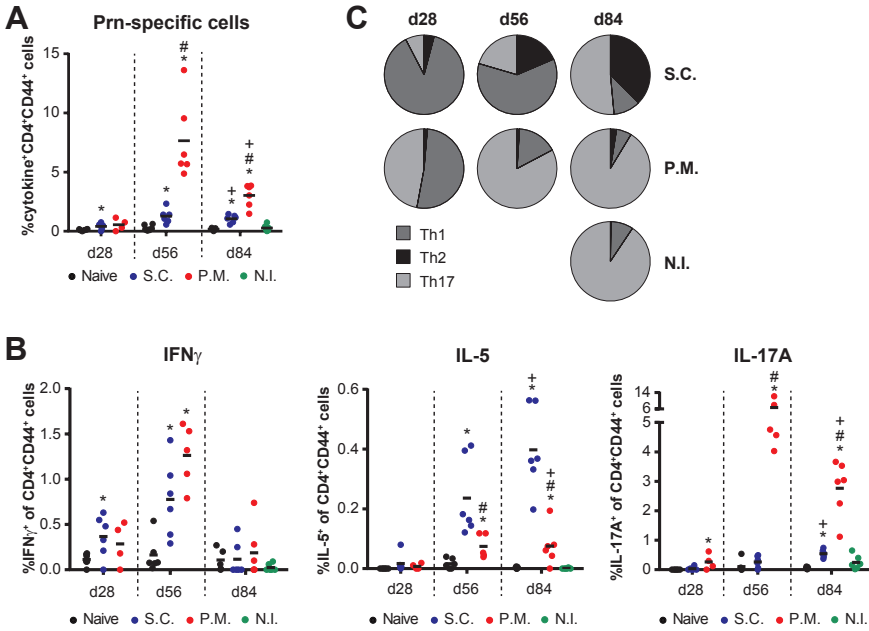 A
Prn-specific cells
%cytokine⁺CD4⁺CD44⁺ cells
15
10
5
0
#
*
+
#
*
*
*
+
*
d28
d56
d84
Naive
S.C.
P.M.
N.I.
C
d28
d56
d84
S.C.
P.M.
N.I.
Th1
Th2
Th17
B
IFNγ
%IFNγ⁺ of CD4⁺CD44⁺ cells
2.0
1.5
1.0
0.5
0.0
*
*
*
d28
d56
d84
Naive
S.C.
P.M.
N.I.
IL-5
%IL-5⁺ of CD4⁺CD44⁺ cells
0.6
0.4
0.2
0.0
*
#
*
+
*
+
#
*
d28
d56
d84
Naive
S.C.
P.M.
N.I.
IL-17A
%IL-17A⁺ of CD4⁺CD44⁺ cells
14
6
5
4
3
2
1
0
*
#
*
+
*
+
#
*
d28
d56
d84
Naive
S.C.
P.M.
N.I.